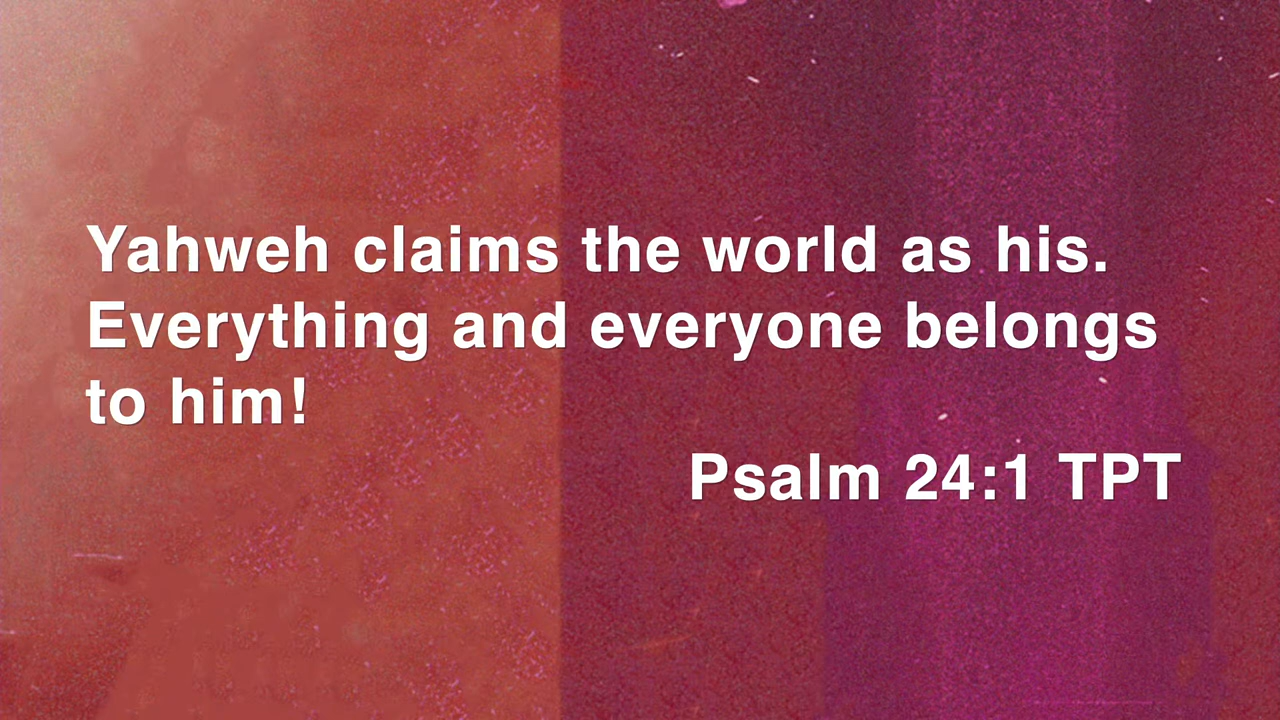 Yahweh claims the world as his.
Everything and everyone belongs
to him!
Psalm 24:1 TPT